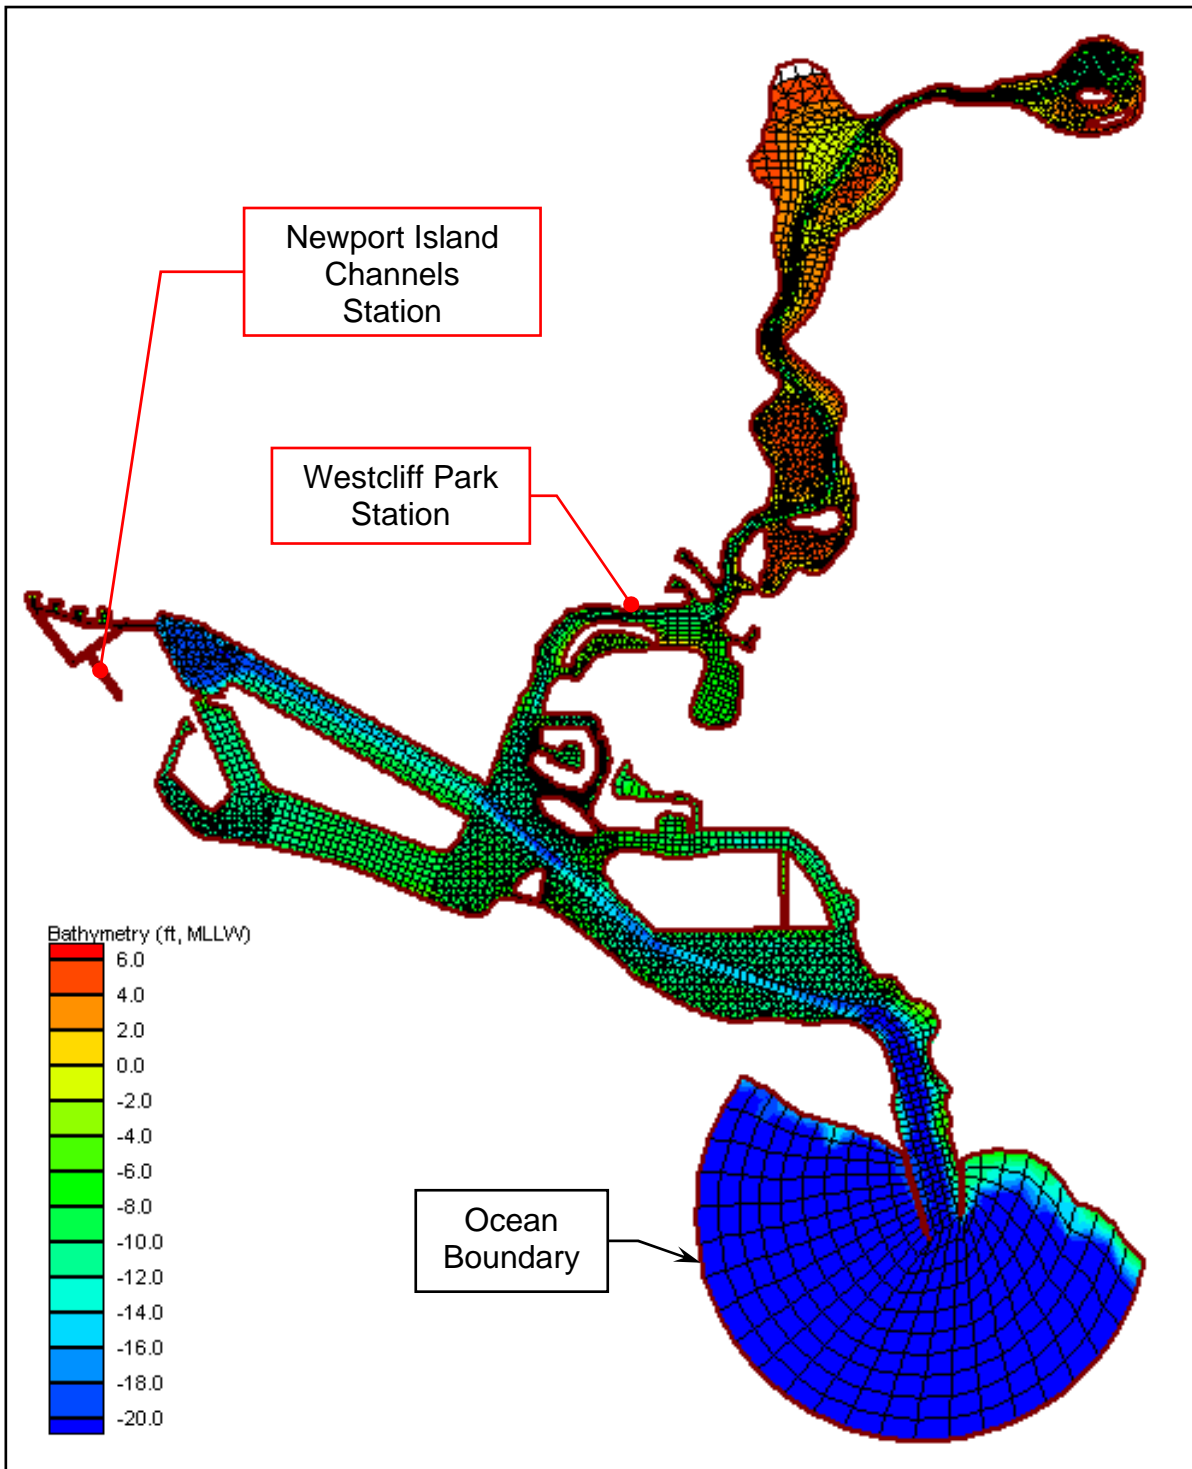 Newport Island
Channels
Station
Westcliff Park
Station
Bathymetry (ft, MLLW)
6.0
4.0
2.0
0.0
-2.0
-4.0
-6.0
-8.0
-10.0
-12.0
-14.0
-16.0
-18.0
-20.0
Ocean
Boundary